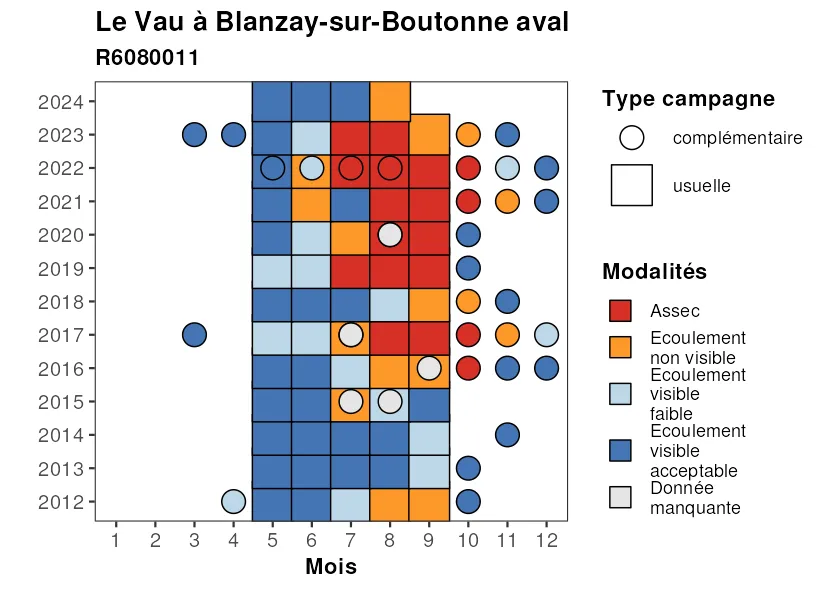 Le Vau à Blanzay-sur-Boutonne aval
R6080011
2024
2023
2022
2021
2020
2019
2018
2017
2016
2015
2014
2013
2012
1 2 3 4 5 6 7 8 9 10 11 12
Mois
Type campagne
complémentaire
usuelle
Modalités
Assec
Ecoulement
non visible
Ecoulement
visible
faible
Ecoulement
visible
acceptable
Donnée
manquante